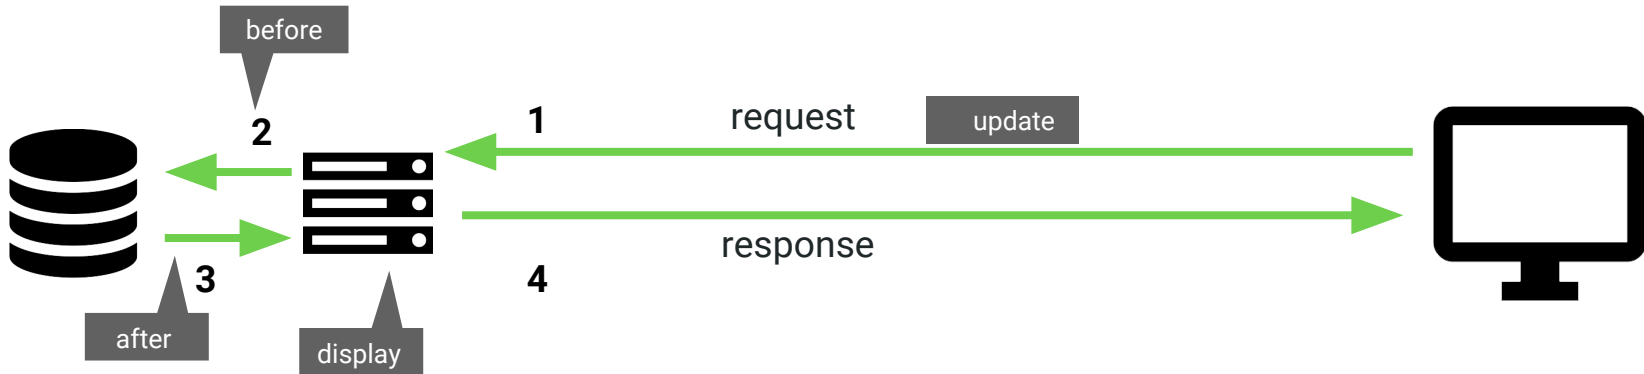 before
2
1
request
update
response
3
4
after
display